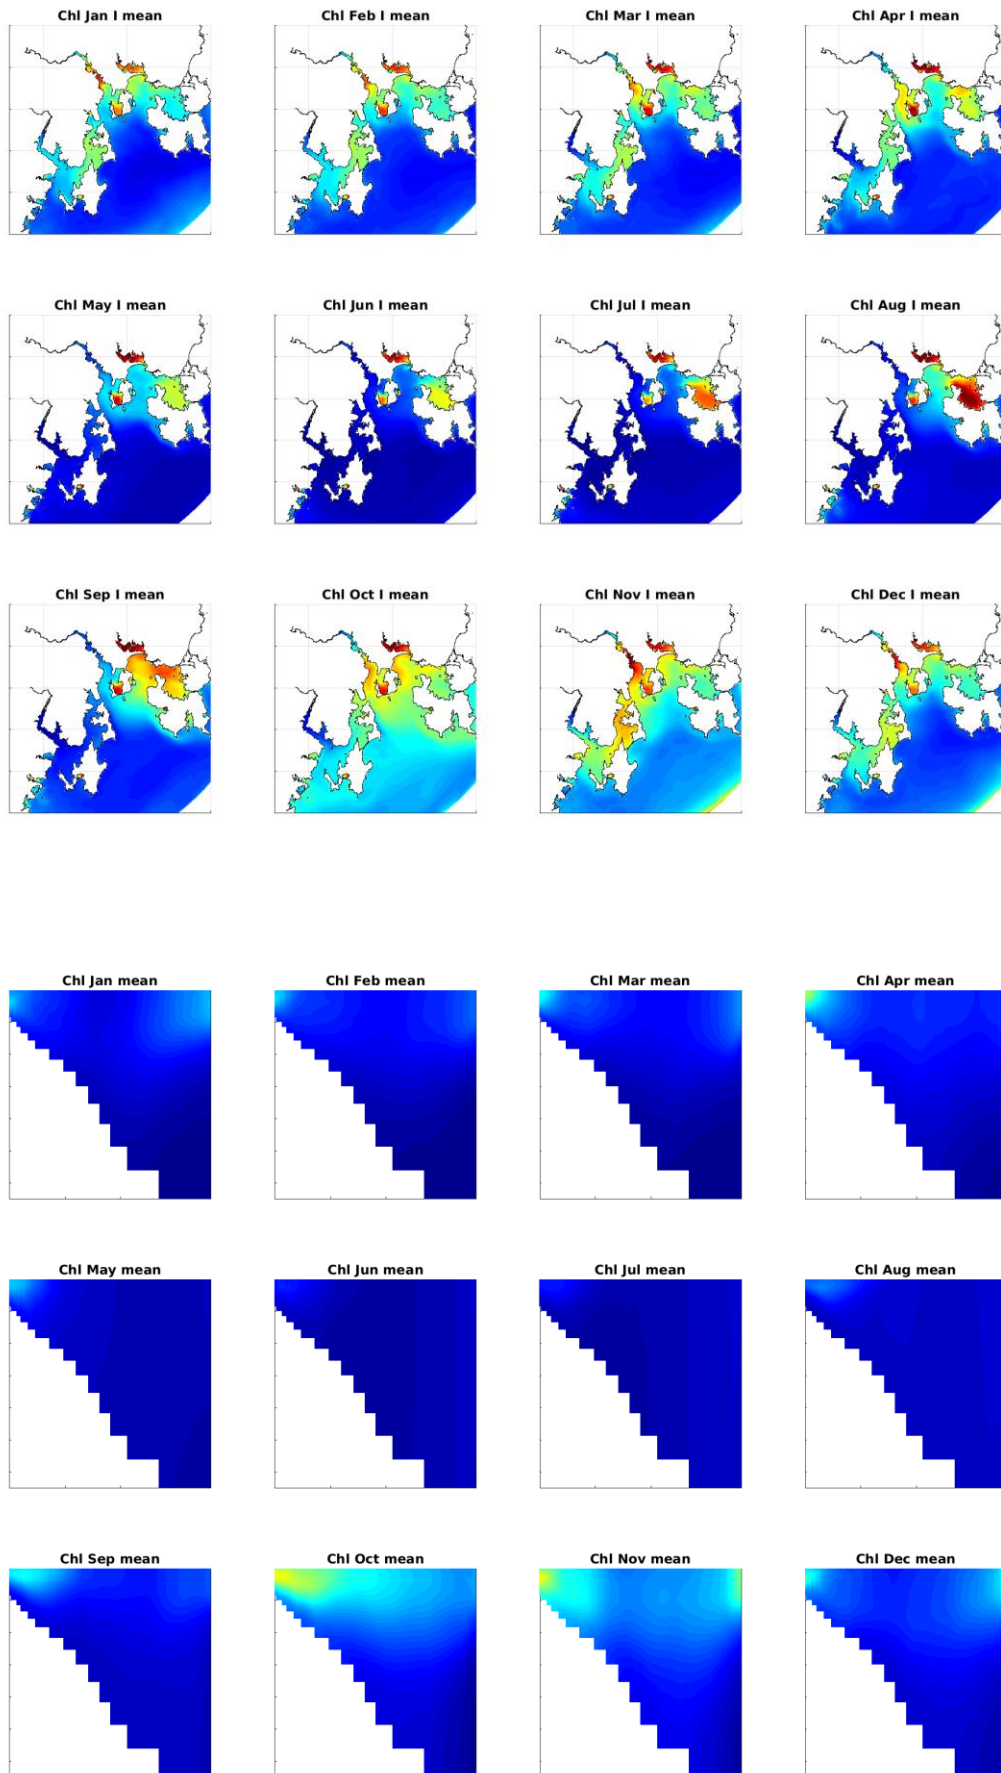 Chl Jan I mean
Chl Feb I mean
Chl Mar I mean
Chl Apr I mean
Chl May I mean
Chl Jun I mean
Chl Jul I mean
Chl Aug I mean
Chl Sep I mean
Chl Oct I mean
Chl Nov I mean
Chl Dec I mean
Chl Jan mean
Chl Feb mean
Chl Mar mean
Chl Apr mean
Chl May mean
Chl Jun mean
Chl Jul mean
Chl Aug mean
Chl Sep mean
Chl Oct mean
Chl Nov mean
Chl Dec mean